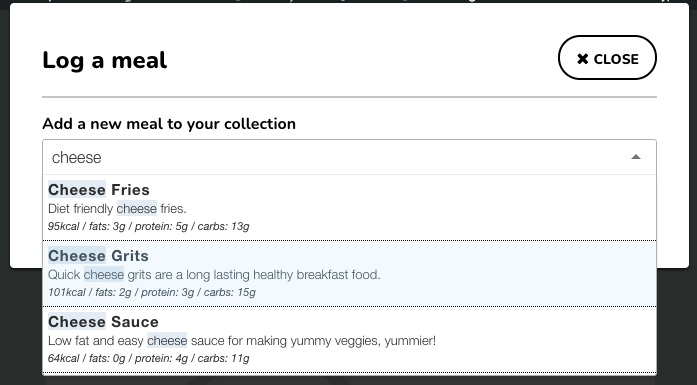 Log a meal
✖ CLOSE
Add a new meal to your collection
cheese
Cheese Fries
Diet friendly cheese fries.
95kcal / fats: 3g / protein: 5g / carbs: 13g
Cheese Grits
Quick cheese grits are a long lasting healthy breakfast food.
101kcal / fats: 2g / protein: 3g / carbs: 15g
Cheese Sauce
Low fat and easy cheese sauce for making yummy veggies, yummier!
64kcal / fats: 0g / protein: 4g / carbs: 11g